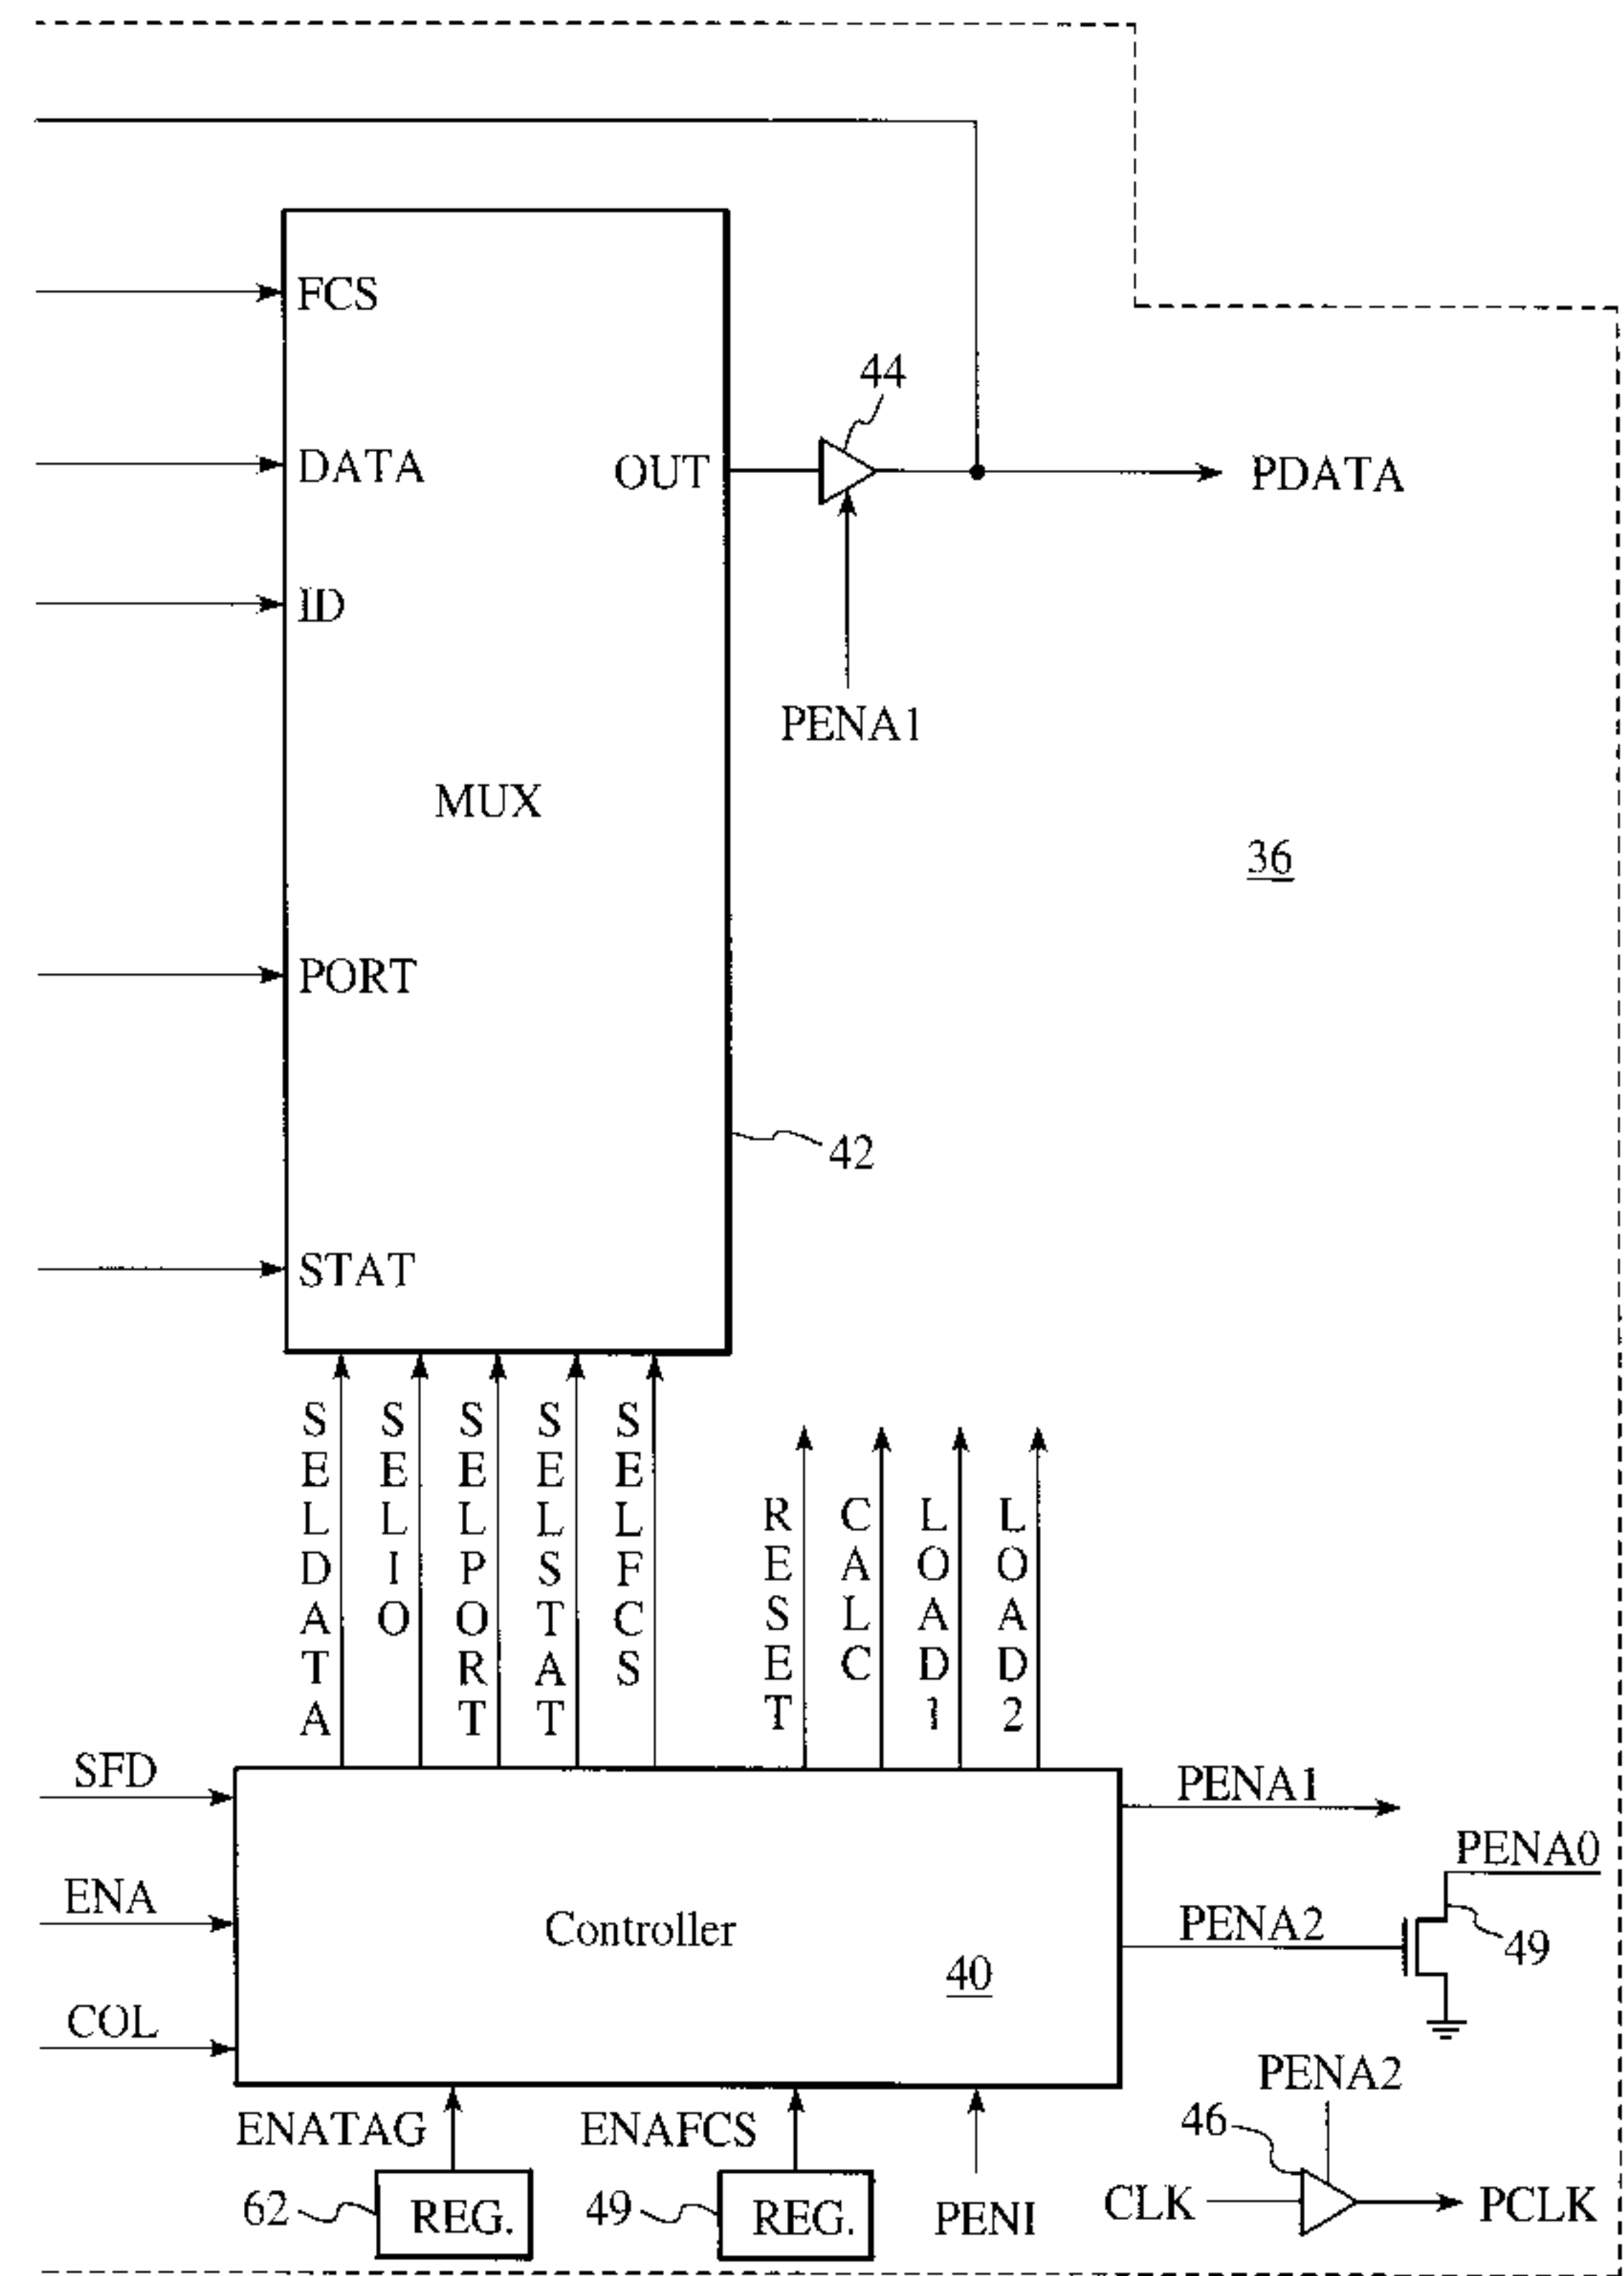 FCS
44
DATA
OUT
PDATA
ID
PENA1
MUX
36
PORT
42
STAT
SELDATA
SELIO
SELPORT
SELSTAT
SELFCS
RESET
CALC
LOAD1
LOAD2
SFD
PENA1
PENA0
ENA
Controller
PENA2
49
40
COL
PENA2
ENATAG
ENAFCS
46
62
REG.
49
REG.
PENI
CLK
PCLK